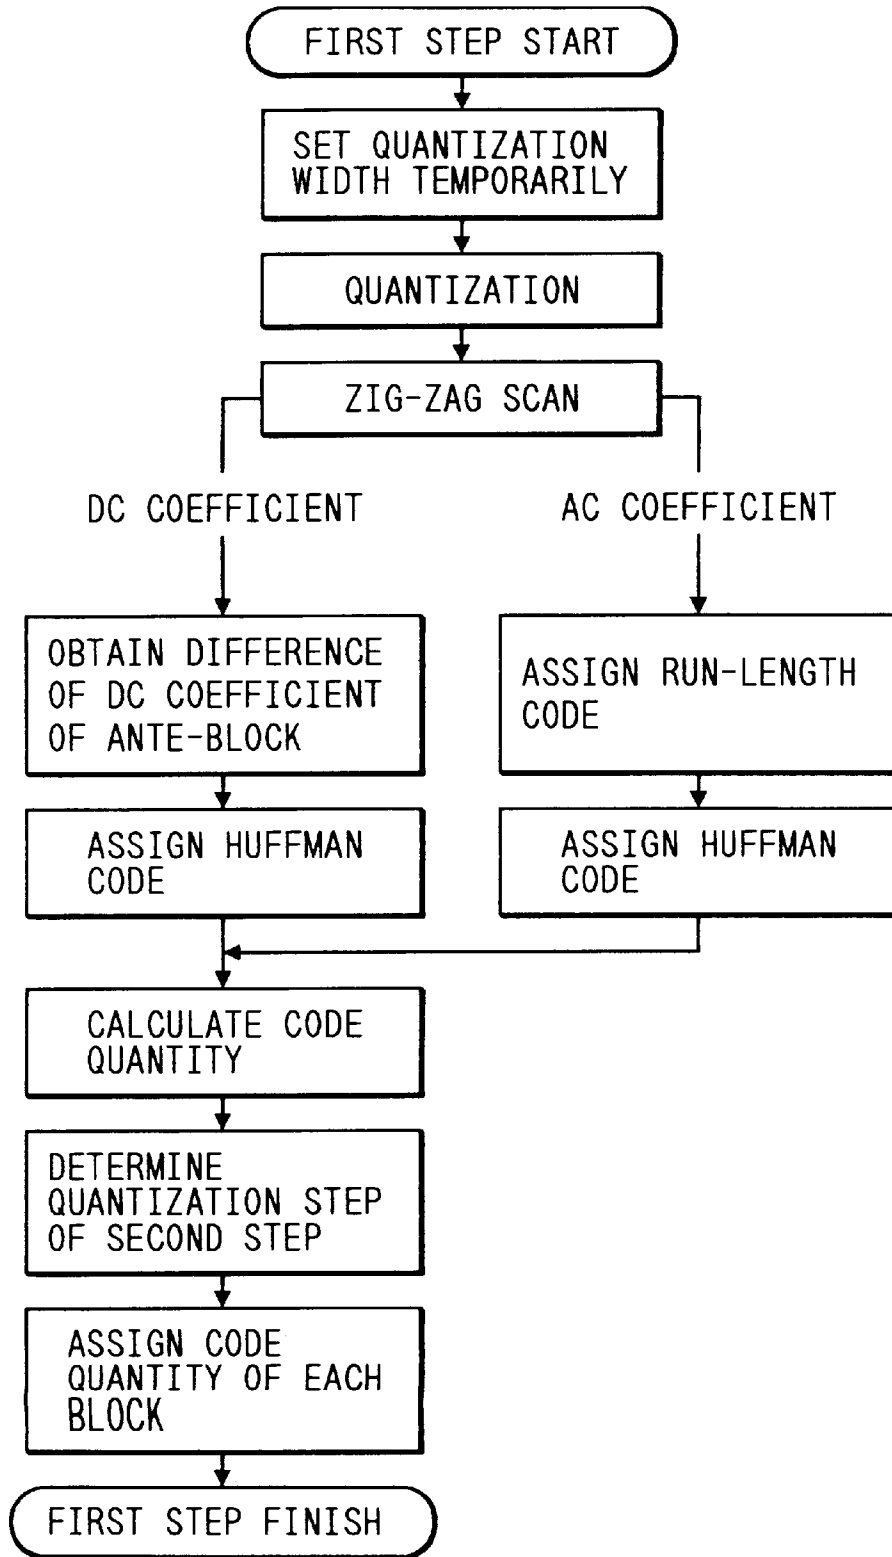 FIRST STEP START
SET QUANTIZATION
WIDTH TEMPORARILY
QUANTIZATION
ZIG-ZAG SCAN
DC COEFFICIENT
AC COEFFICIENT
OBTAIN DIFFERENCE
OF DC COEFFICIENT
OF ANTE-BLOCK
ASSIGN RUN-LENGTH
CODE
ASSIGN HUFFMAN
CODE
ASSIGN HUFFMAN
CODE
CALCULATE CODE
QUANTITY
DETERMINE
QUANTIZATION STEP
OF SECOND STEP
ASSIGN CODE
QUANTITY OF EACH
BLOCK
FIRST STEP FINISH